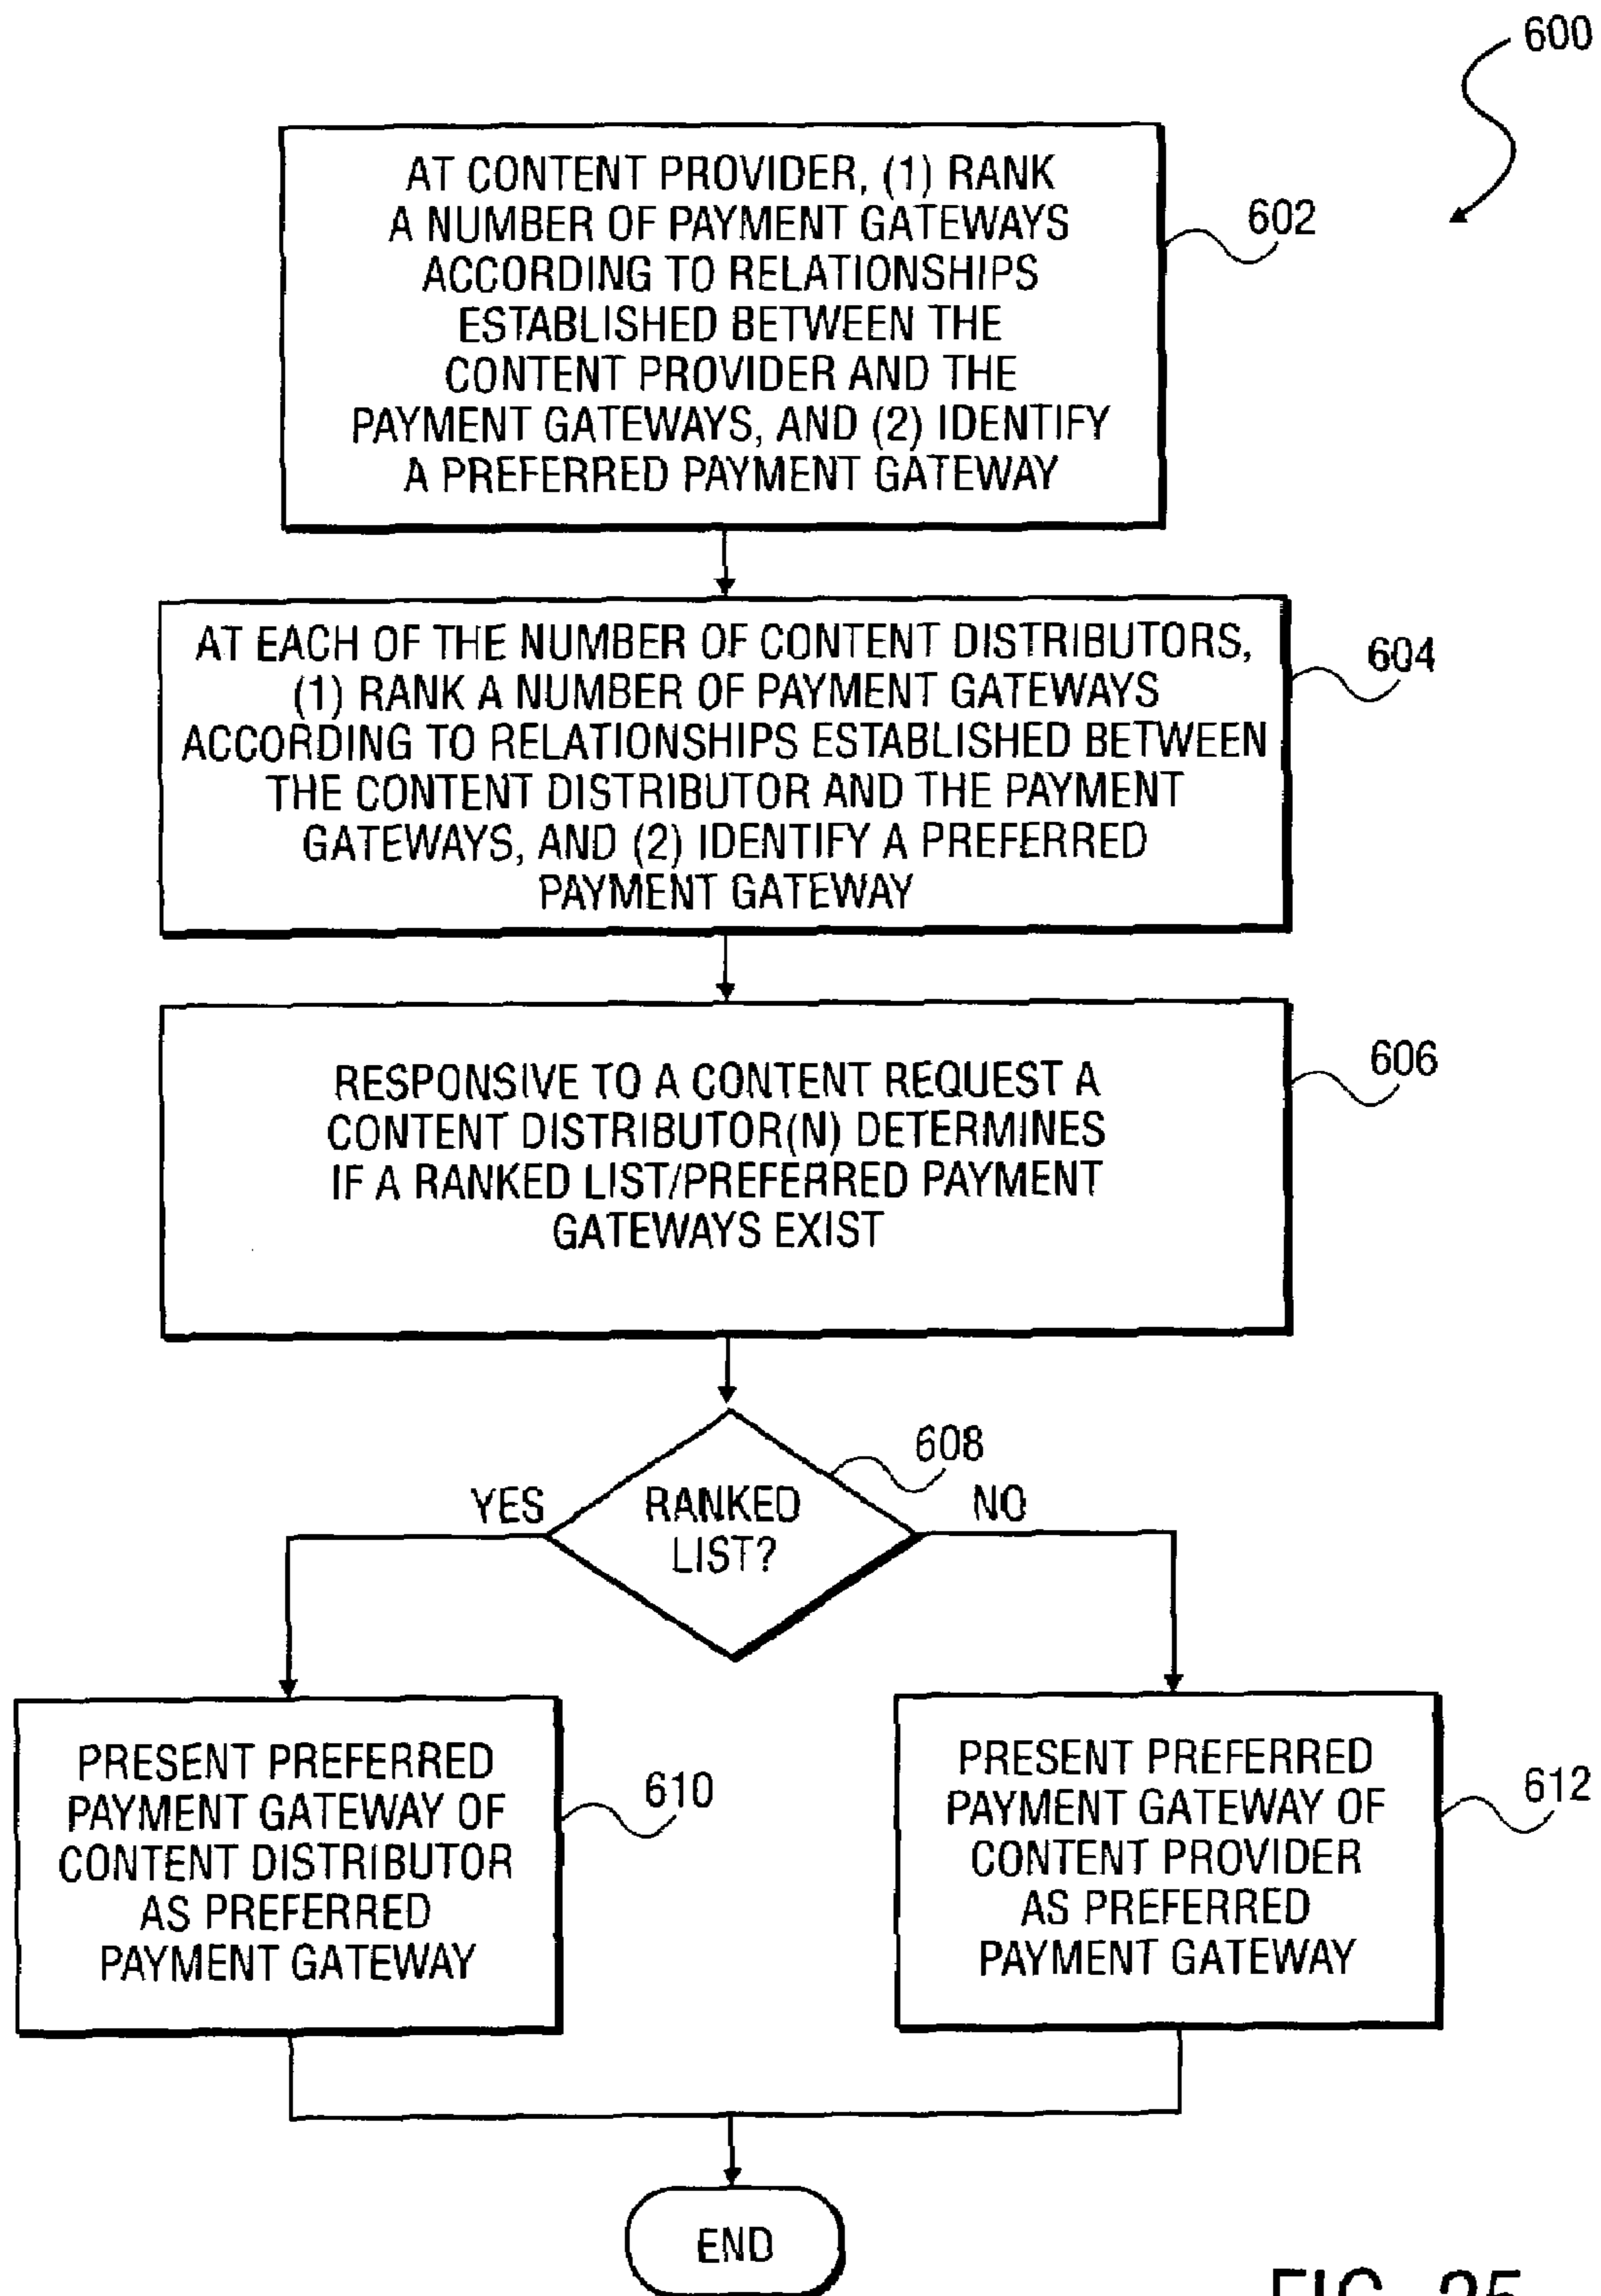 600
AT CONTENT PROVIDER, (1) RANK
A NUMBER OF PAYMENT GATEWAYS
ACCORDING TO RELATIONSHIPS
ESTABLISHED BETWEEN THE
CONTENT PROVIDER AND THE
PAYMENT GATEWAYS, AND (2) IDENTIFY
A PREFERRED PAYMENT GATEWAY
602
AT EACH OF THE NUMBER OF CONTENT DISTRIBUTORS,
(1) RANK A NUMBER OF PAYMENT GATEWAYS
ACCORDING TO RELATIONSHIPS ESTABLISHED BETWEEN
THE CONTENT DISTRIBUTOR AND THE PAYMENT
GATEWAYS, AND (2) IDENTIFY A PREFERRED
PAYMENT GATEWAY
604
RESPONSIVE TO A CONTENT REQUEST A
CONTENT DISTRIBUTOR(N) DETERMINES
IF A RANKED LIST/PREFERRED PAYMENT
GATEWAYS EXIST
606
608
YES
RANKED
LIST?
NO
PRESENT PREFERRED
PAYMENT GATEWAY OF
CONTENT DISTRIBUTOR
AS PREFERRED
PAYMENT GATEWAY
610
PRESENT PREFERRED
PAYMENT GATEWAY OF
CONTENT PROVIDER
AS PREFERRED
PAYMENT GATEWAY
612
END
FIG. 25